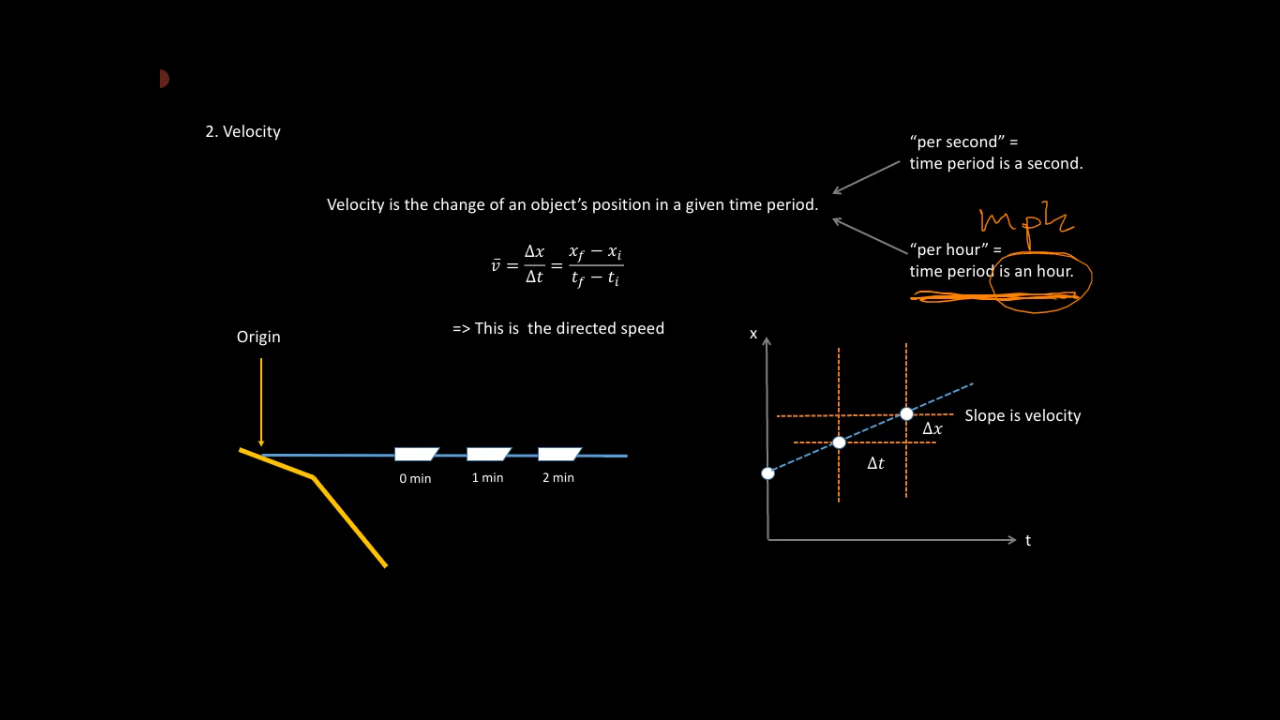 2. Velocity
“per second” =
time period is a second.
Velocity is the change of an object’s position in a given time period.
mph
“per hour” =
time period is an hour.
v̄ = Δx/Δt = (x_f − x_i)/(t_f − t_i)
=> This is the directed speed
Origin
x
Slope is velocity
Δx
Δt
0 min
1 min
2 min
t